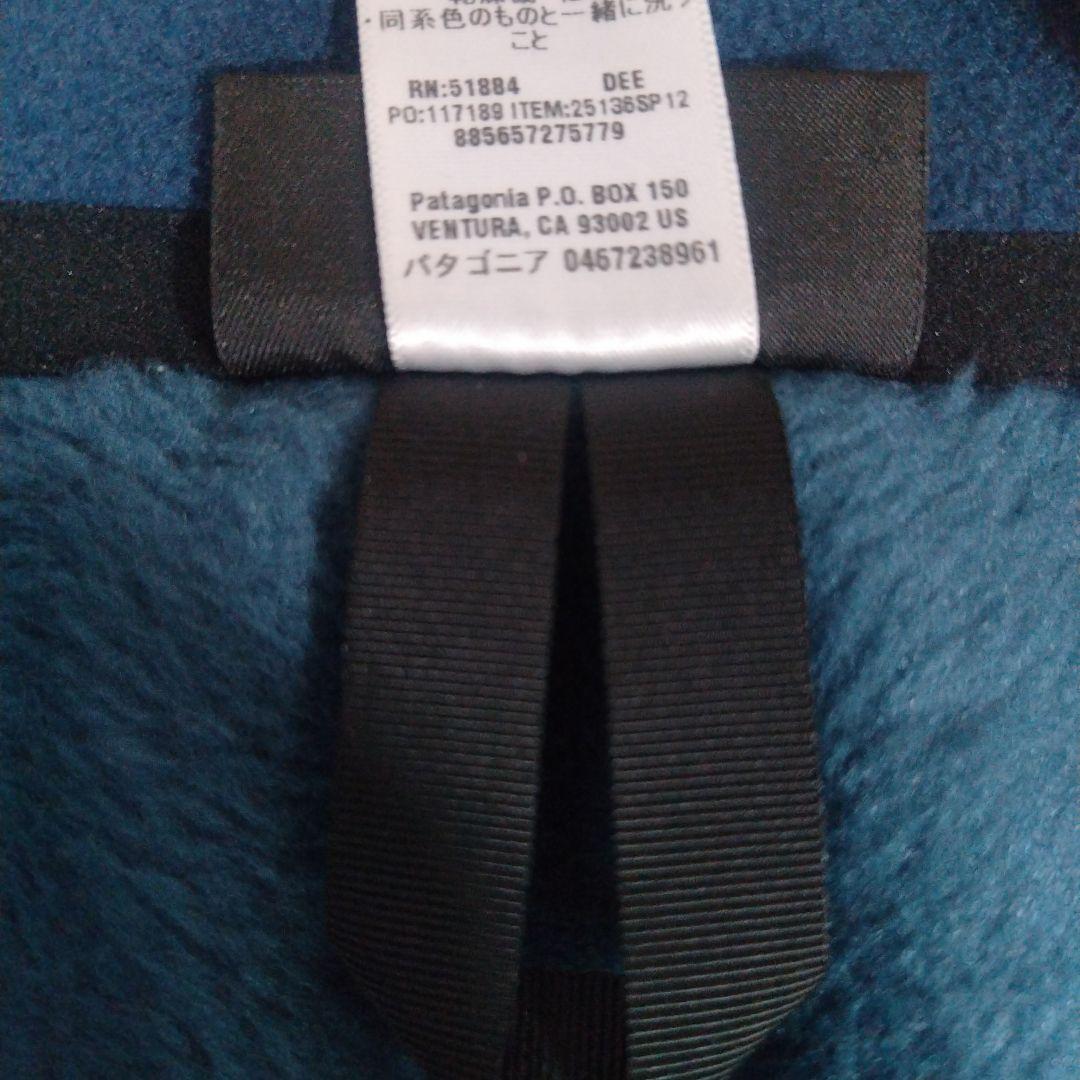 ・同系色のものと一緒に洗う
こと
RN:51884 DEE
PO:117189 ITEM:25136SP12
885657275779
Patagonia P.O. BOX 150
VENTURA, CA 93002 US
パタゴニア 0467238961